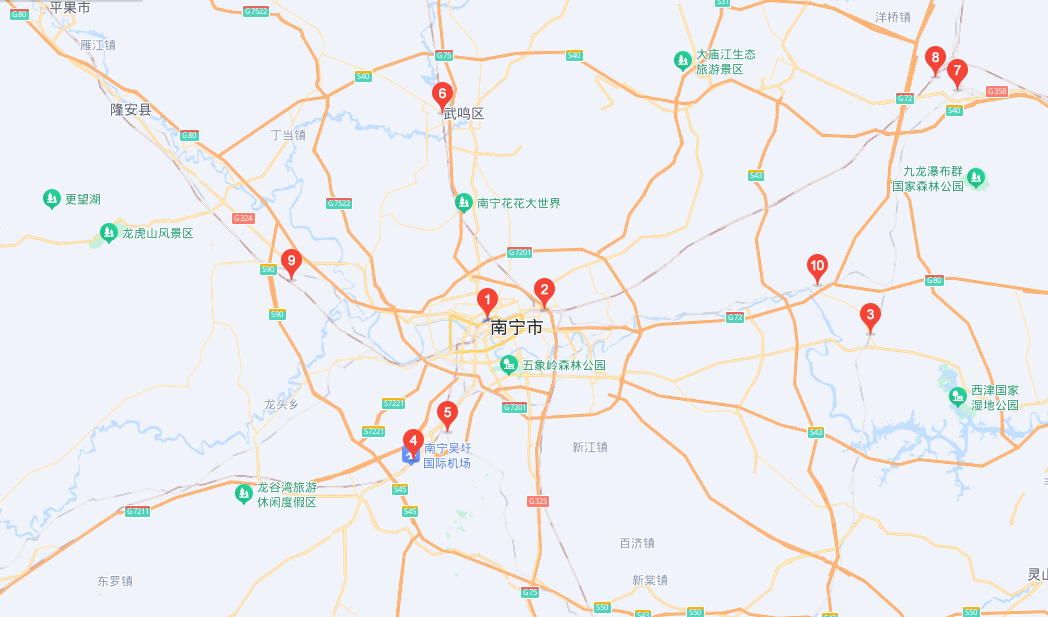 平果市
G80
G7522
S31
洋桥镇
雁江镇
G75
S40
大庙江生态
旅游景区
8
7
S40
6
武鸣区
G72
G358
S40
隆安县
G80
丁当镇
S43
九龙瀑布群
国家森林公园
更望湖
G7522
南宁花花大世界
G324
龙虎山风景区
G7201
9
S90
10
G80
1
2
3
S90
G72
南宁市
五象岭森林公园
西津国家
湿地公园
龙头乡
S7221
G7201
5
S7221
4
南宁吴圩
国际机场
新江镇
S43
龙谷湾旅游
休闲度假区
S45
G7211
S45
G325
百济镇
东罗镇
新棠镇
灵山
G75
S50
S43
S50
S50